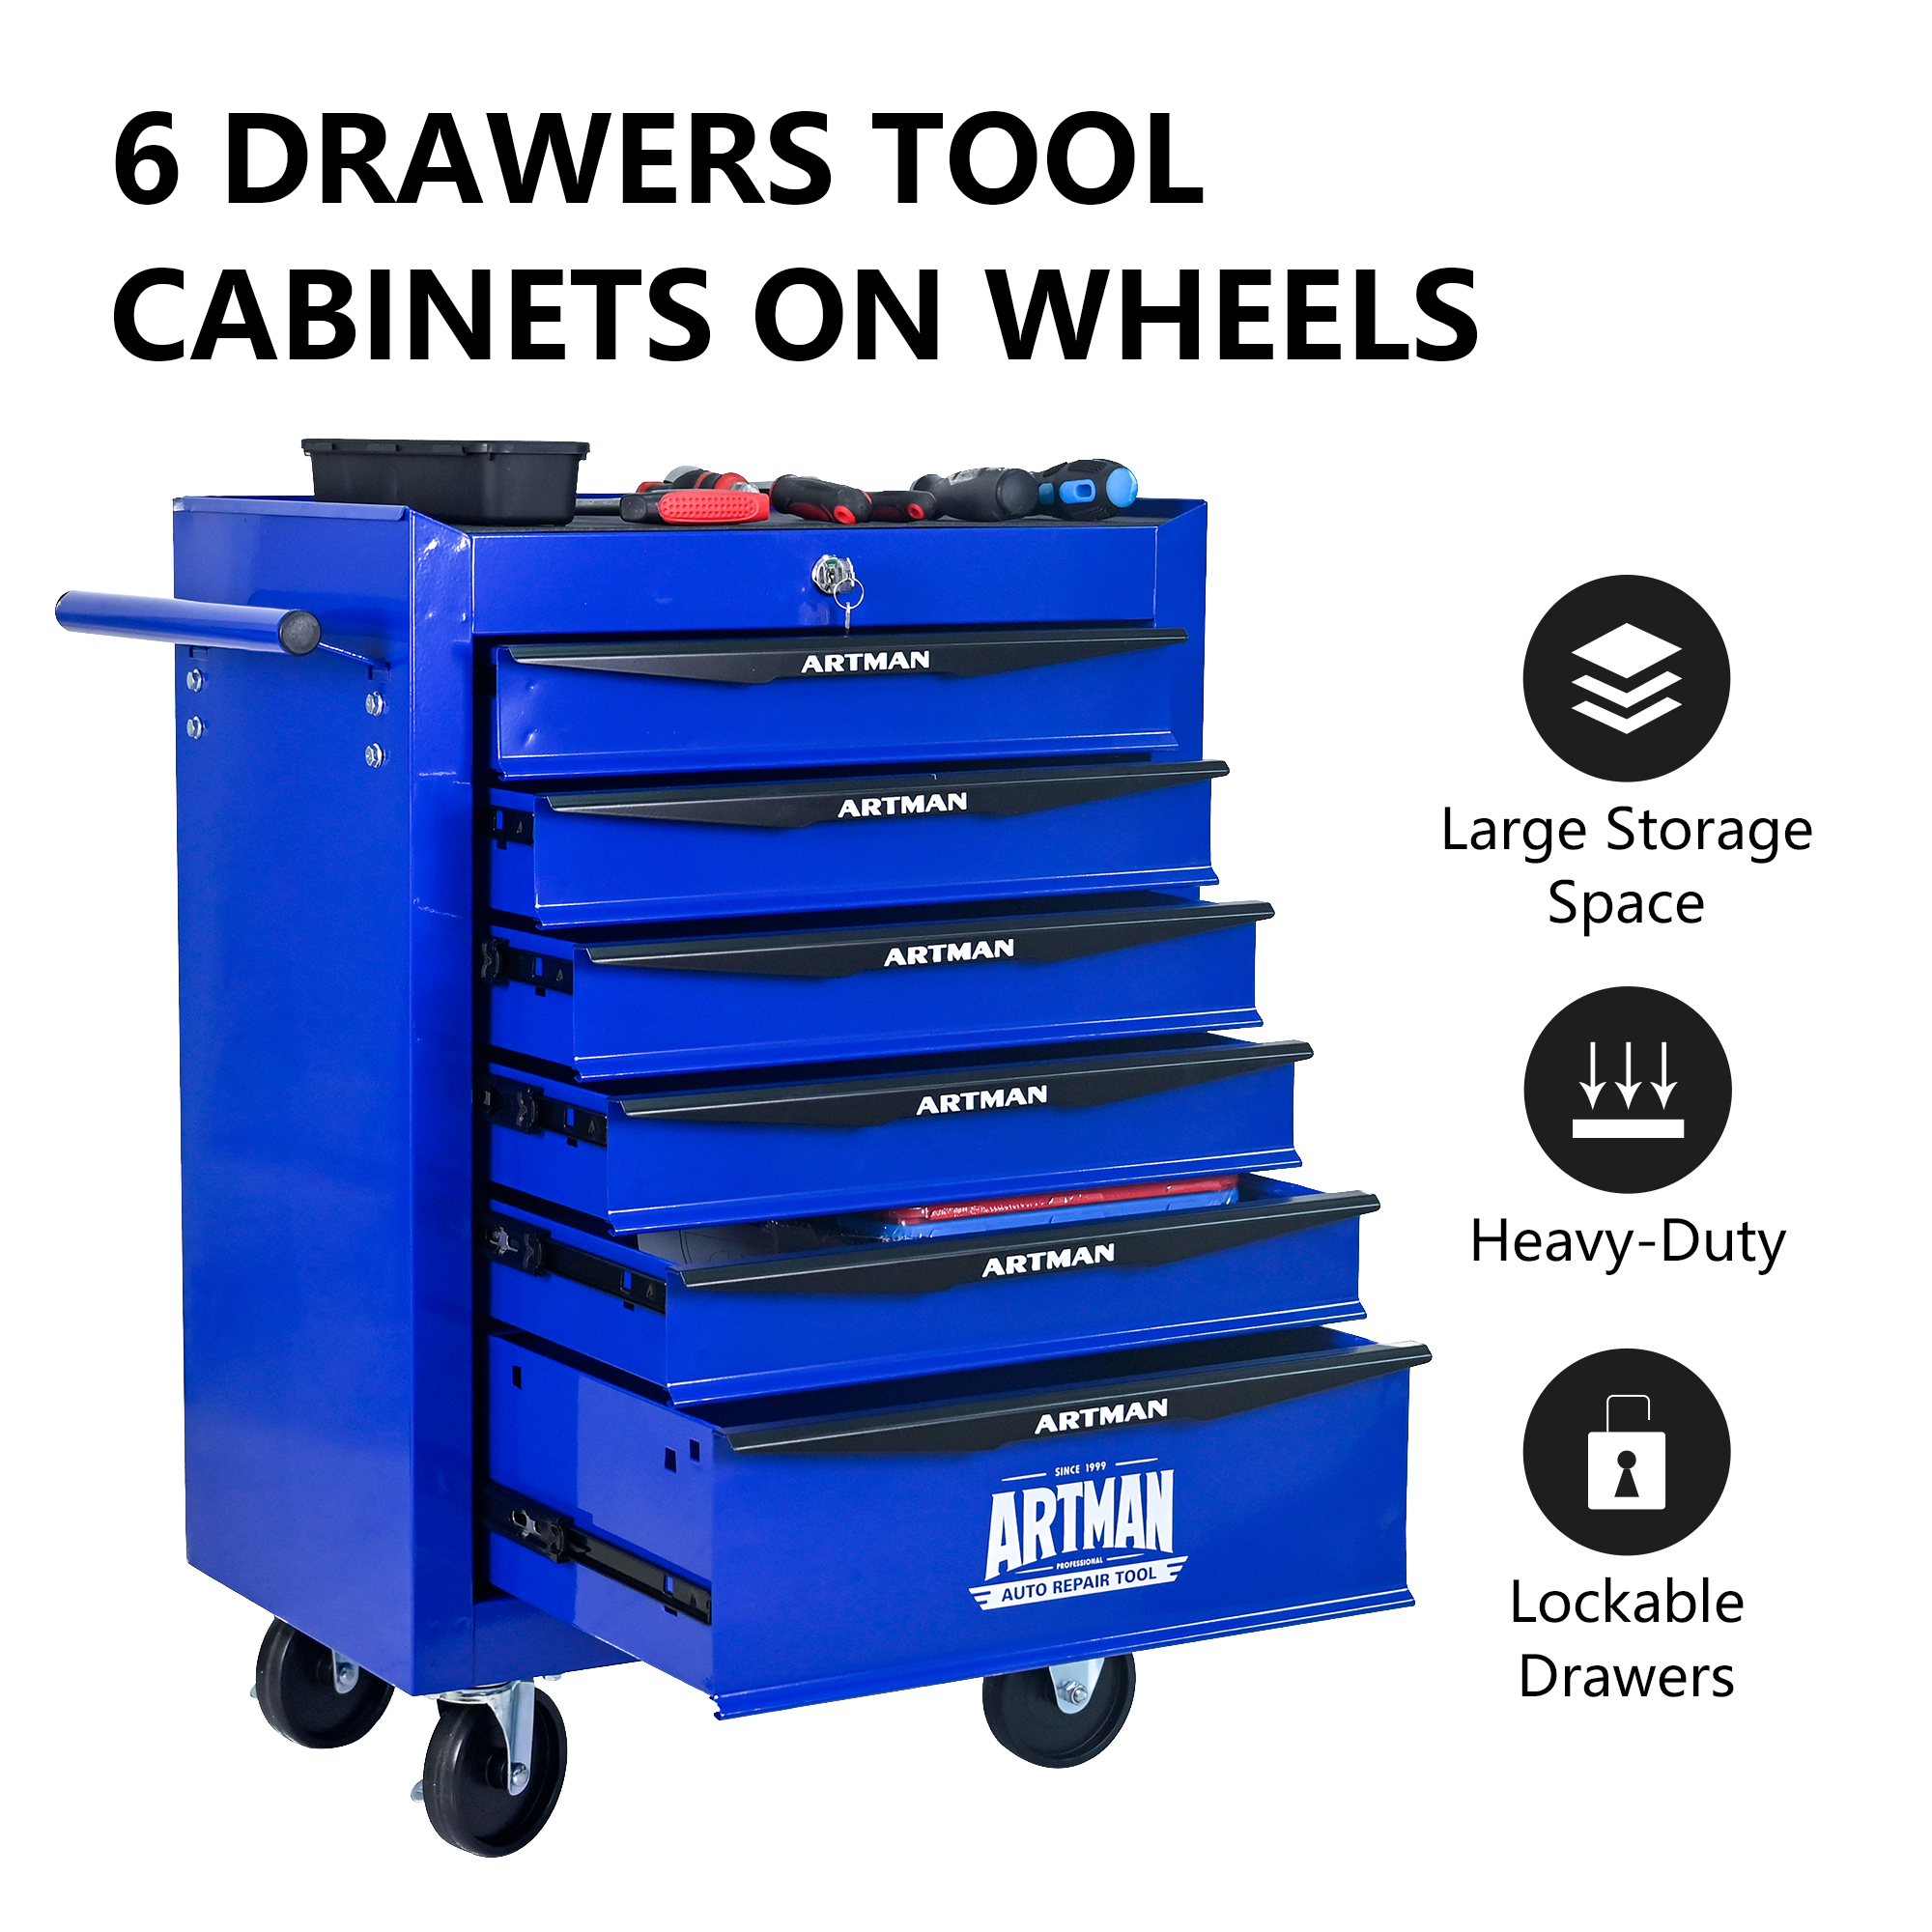 6 DRAWERS TOOL
CABINETS ON WHEELS
ARTMAN
ARTMAN
ARTMAN
ARTMAN
ARTMAN
ARTMAN
SINCE 1999
ARTMAN
PROFESSIONAL
AUTO REPAIR TOOL
Large Storage
Space
Heavy-Duty
Lockable
Drawers